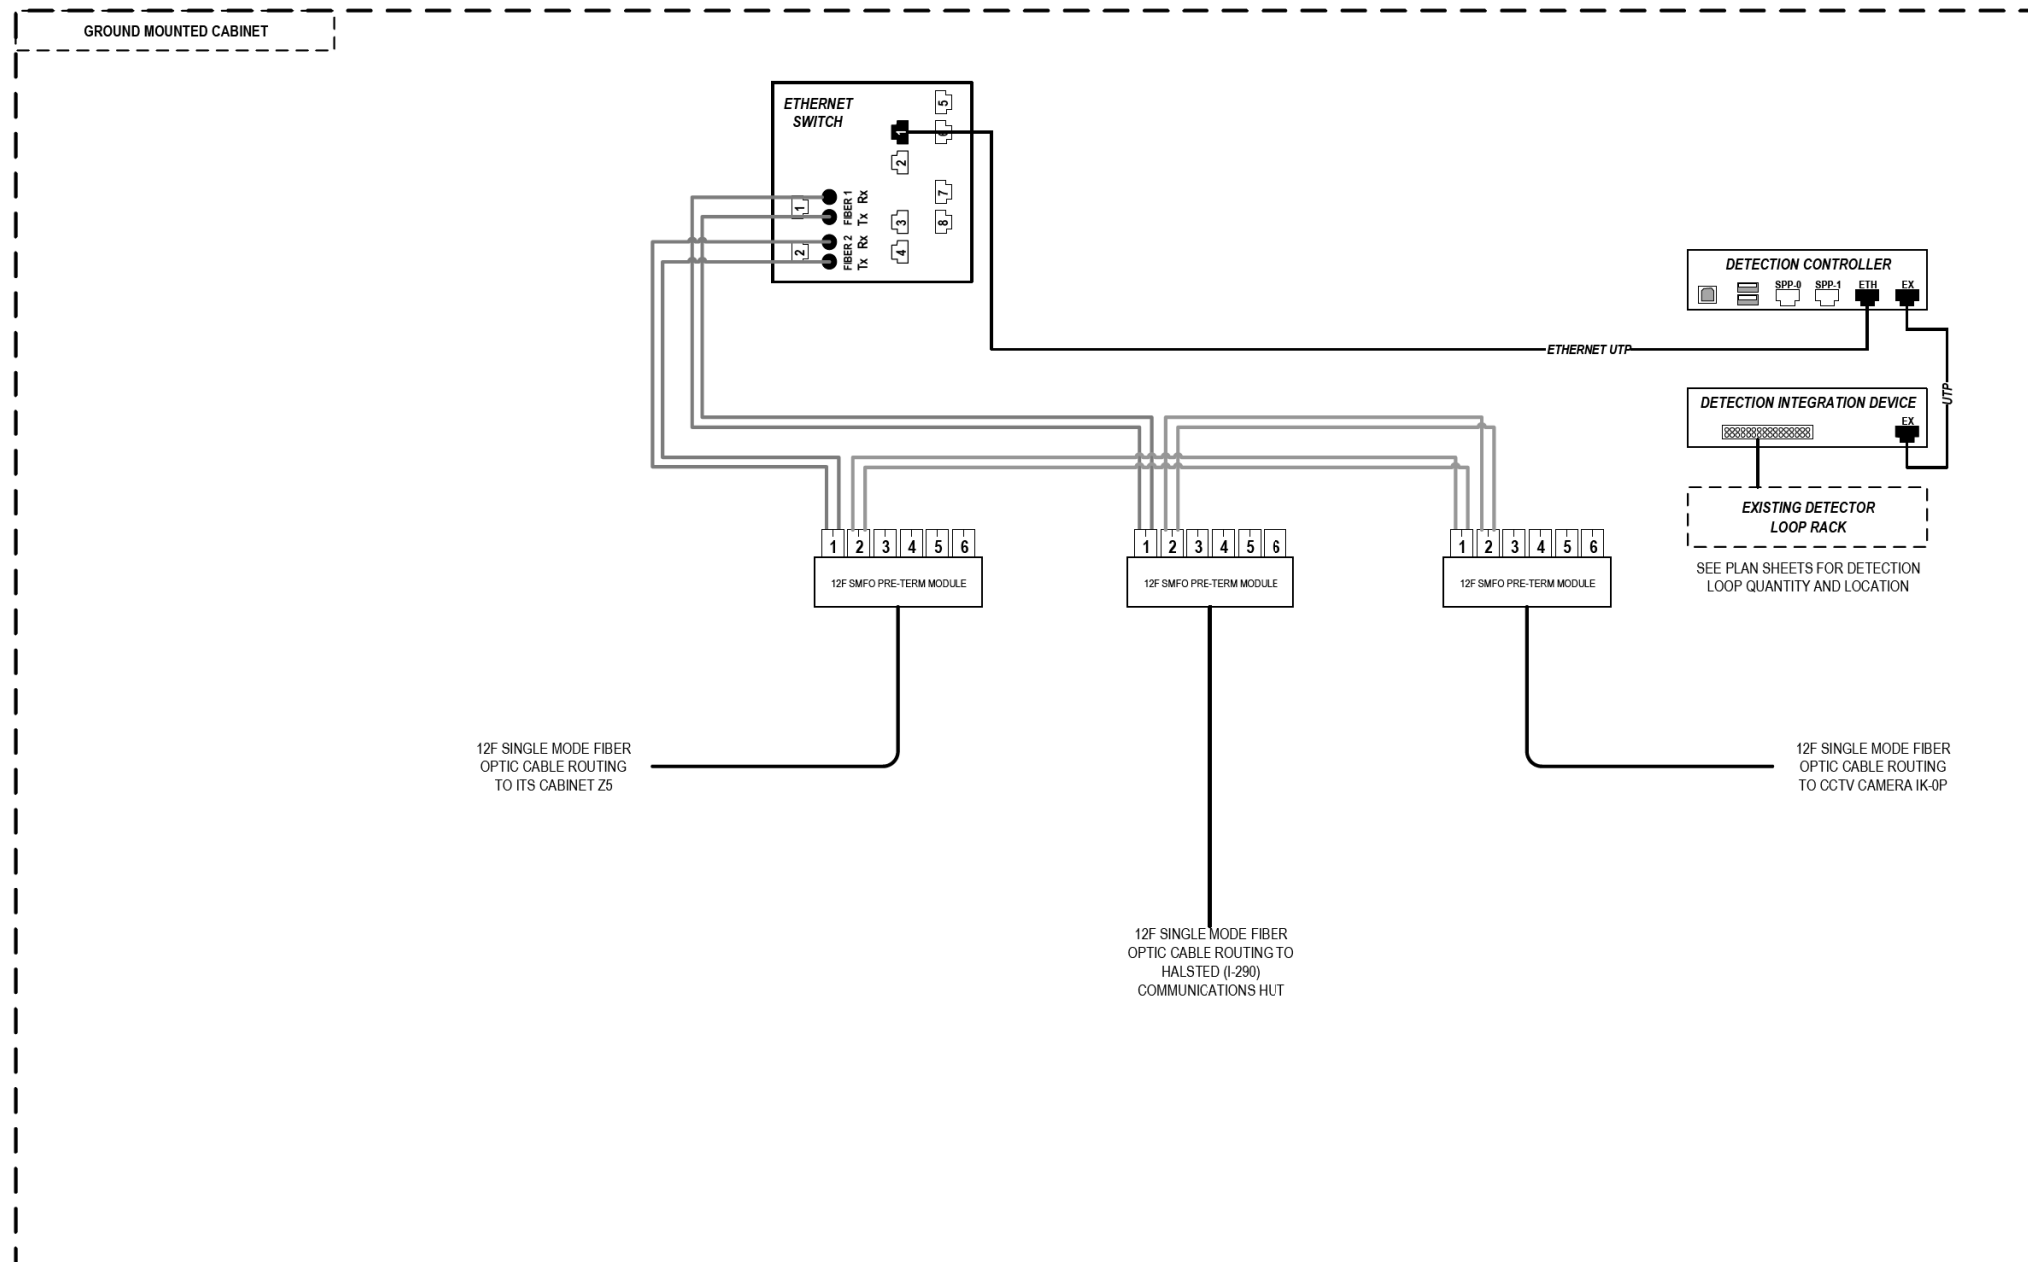 GROUND MOUNTED CABINET
ETHERNET
SWITCH
5
1
6
2
7
1
FIBER 1
Tx Rx
3
8
2
FIBER 2
Tx Rx
4
DETECTION CONTROLLER
SPP-0 SPP-1 ETH EX
ETHERNET UTP
UTP
DETECTION INTEGRATION DEVICE
EX
EXISTING DETECTOR
LOOP RACK
SEE PLAN SHEETS FOR DETECTION
LOOP QUANTITY AND LOCATION
1 2 3 4 5 6
12F SMFO PRE-TERM MODULE
1 2 3 4 5 6
12F SMFO PRE-TERM MODULE
1 2 3 4 5 6
12F SMFO PRE-TERM MODULE
12F SINGLE MODE FIBER
OPTIC CABLE ROUTING
TO ITS CABINET Z5
12F SINGLE MODE FIBER
OPTIC CABLE ROUTING
TO CCTV CAMERA IK-0P
12F SINGLE MODE FIBER
OPTIC CABLE ROUTING TO
HALSTED (I-290)
COMMUNICATIONS HUT